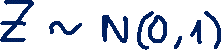 Z ~ N(0,1)